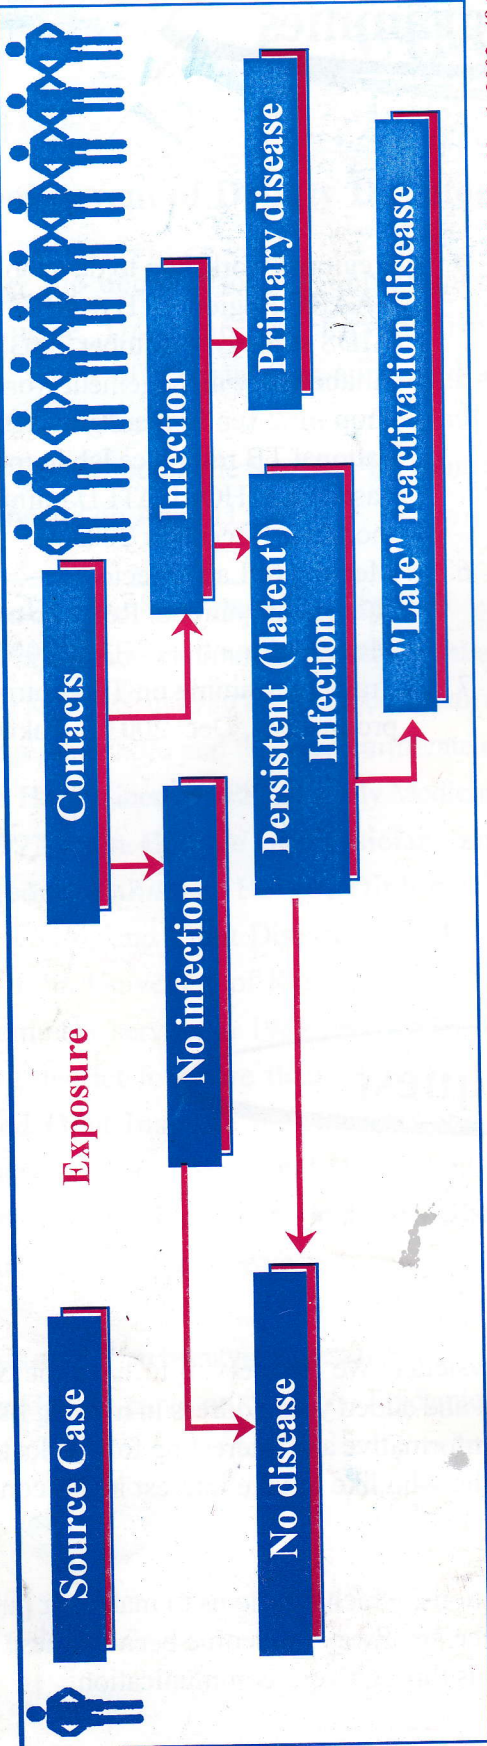 Source Case
Exposure
Contacts
No infection
Infection
No disease
Persistent ('latent')
Infection
Primary disease
"Late" reactivation disease